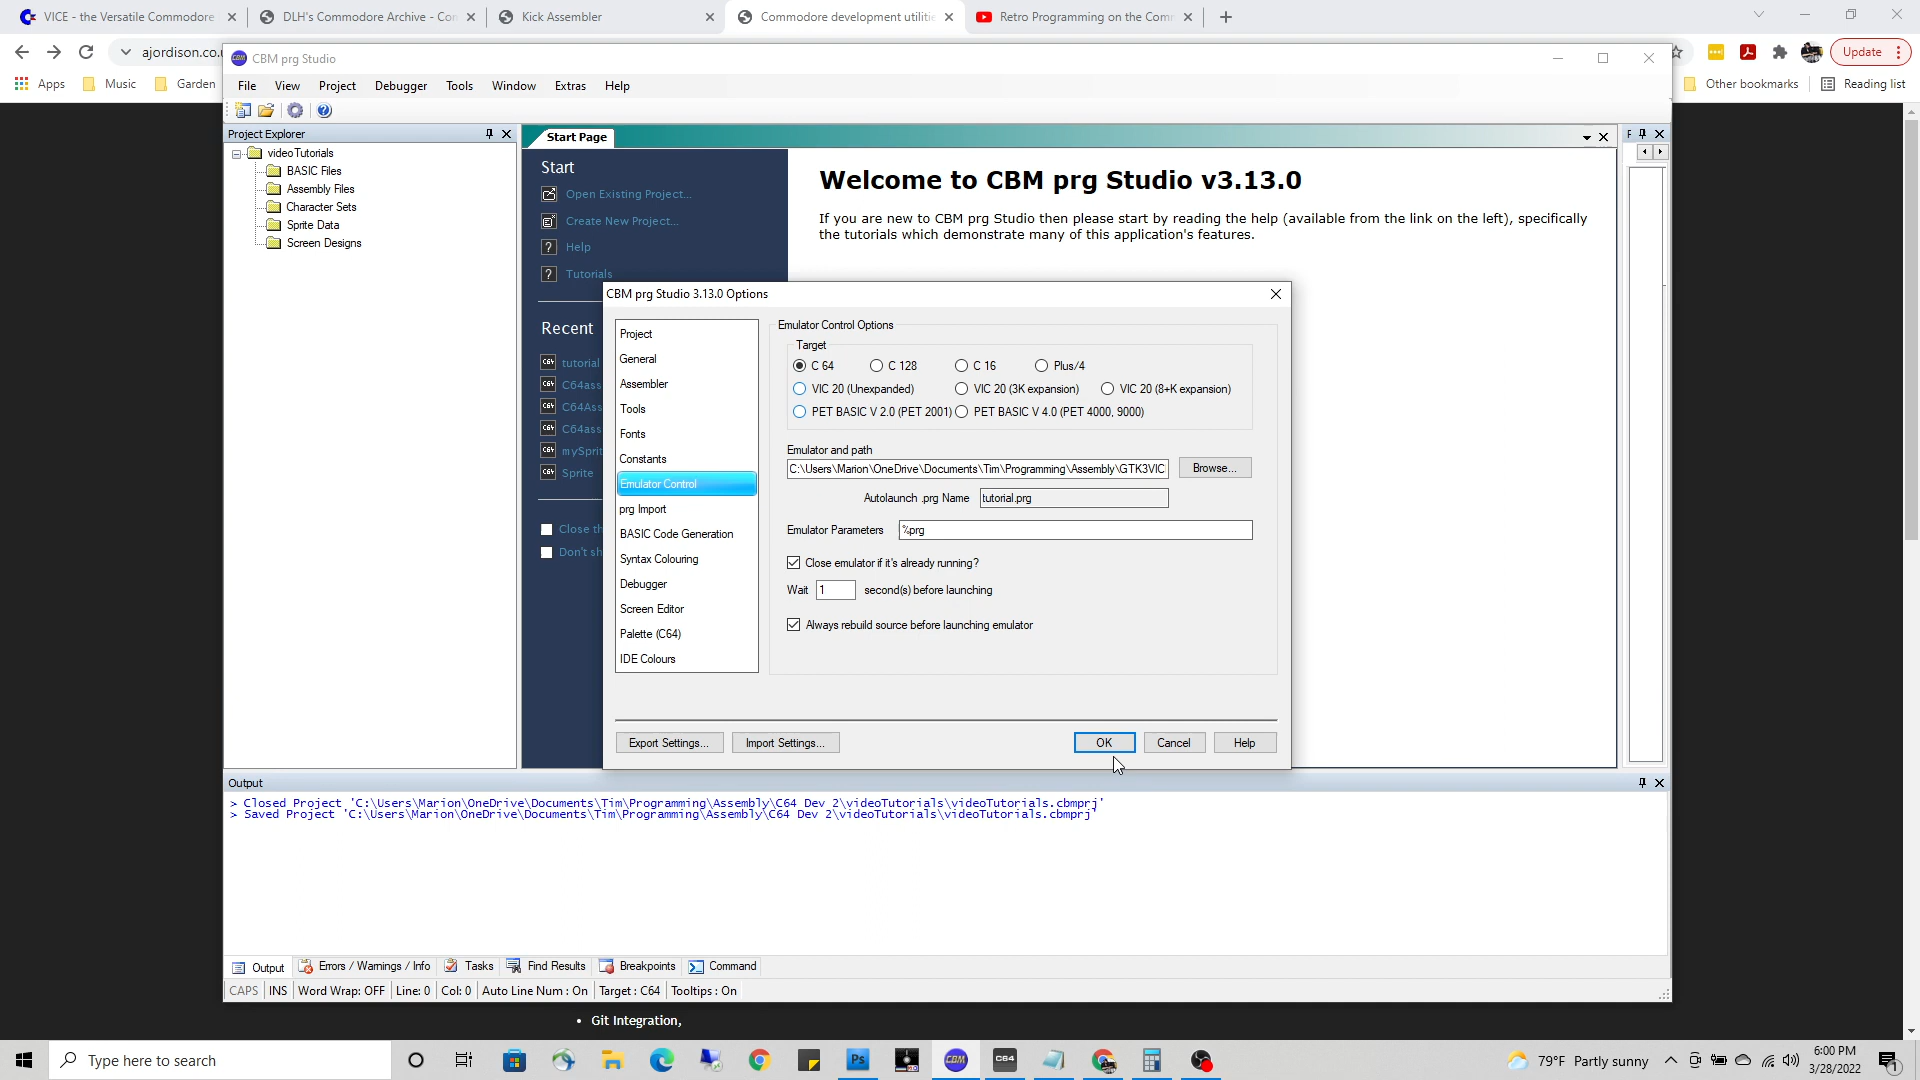 VICE - the Versatile Commodore
DLH's Commodore Archive - Con
Kick Assembler
Commodore development utilitie
Retro Programming on the Comm
ajordison.co.u
Update
Apps
Music
Garden
Other bookmarks
Reading list
CBM prg Studio
File
View
Project
Debugger
Tools
Window
Extras
Help
Project Explorer
videoTutorials
BASIC Files
Assembly Files
Character Sets
Sprite Data
Screen Designs
Start Page
Start
Open Existing Project...
Create New Project...
Help
Tutorials
Recent
tutorial
C64ass
C64Ass
C64ass
mySprit
Sprite
Close th
Don't sh
Welcome to CBM prg Studio v3.13.0
If you are new to CBM prg Studio then please start by reading the help (available from the link on the left), specifically
the tutorials which demonstrate many of this application's features.
CBM prg Studio 3.13.0 Options
Project
General
Assembler
Tools
Fonts
Constants
Emulator Control
prg Import
BASIC Code Generation
Syntax Colouring
Debugger
Screen Editor
Palette (C64)
IDE Colours
Emulator Control Options
Target
C 64
C 128
C 16
Plus/4
VIC 20 (Unexpanded)
VIC 20 (3K expansion)
VIC 20 (8+K expansion)
PET BASIC V 2.0 (PET 2001)
PET BASIC V 4.0 (PET 4000, 9000)
Emulator and path
C:\Users\Marion\OneDrive\Documents\Tim\Programming\Assembly\GTK3VIC
Browse...
Autolaunch .prg Name
tutorial.prg
Emulator Parameters
%prg
Close emulator if it's already running?
Wait 1 second(s) before launching
Always rebuild source before launching emulator
Export Settings...
Import Settings...
OK
Cancel
Help
Output
> Closed Project 'C:\Users\Marion\OneDrive\Documents\Tim\Programming\Assembly\C64 Dev 2\videoTutorials\videoTutorials.cbmprj'
> Saved Project 'C:\Users\Marion\OneDrive\Documents\Tim\Programming\Assembly\C64 Dev 2\videoTutorials\videoTutorials.cbmprj'
Output
Errors / Warnings / Info
Tasks
Find Results
Breakpoints
Command
CAPS
INS
Word Wrap: OFF
Line: 0
Col: 0
Auto Line Num : On
Target : C64
Tooltips : On
• Git Integration,
Type here to search
Ps
CBM
C64
79°F Partly sunny
6:00 PM
3/28/2022
1